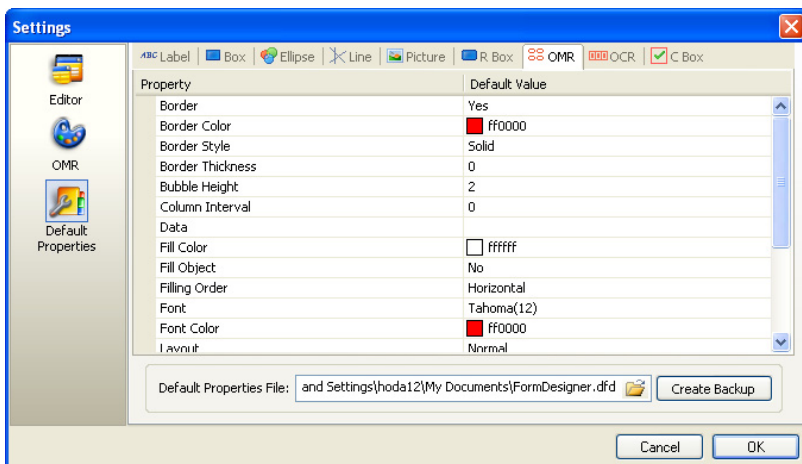 Settings
ABC Label Box Ellipse Line Picture R Box OMR OCR C Box
Editor
OMR
Default
Properties
Property Default Value
Border Yes
Border Color ff0000
Border Style Solid
Border Thickness 0
Bubble Height 2
Column Interval 0
Data
Fill Color ffffff
Fill Object No
Filling Order Horizontal
Font Tahoma(12)
Font Color ff0000
Layout Normal
Default Properties File: and Settings\hoda12\My Documents\FormDesigner.dfd Create Backup
Cancel OK